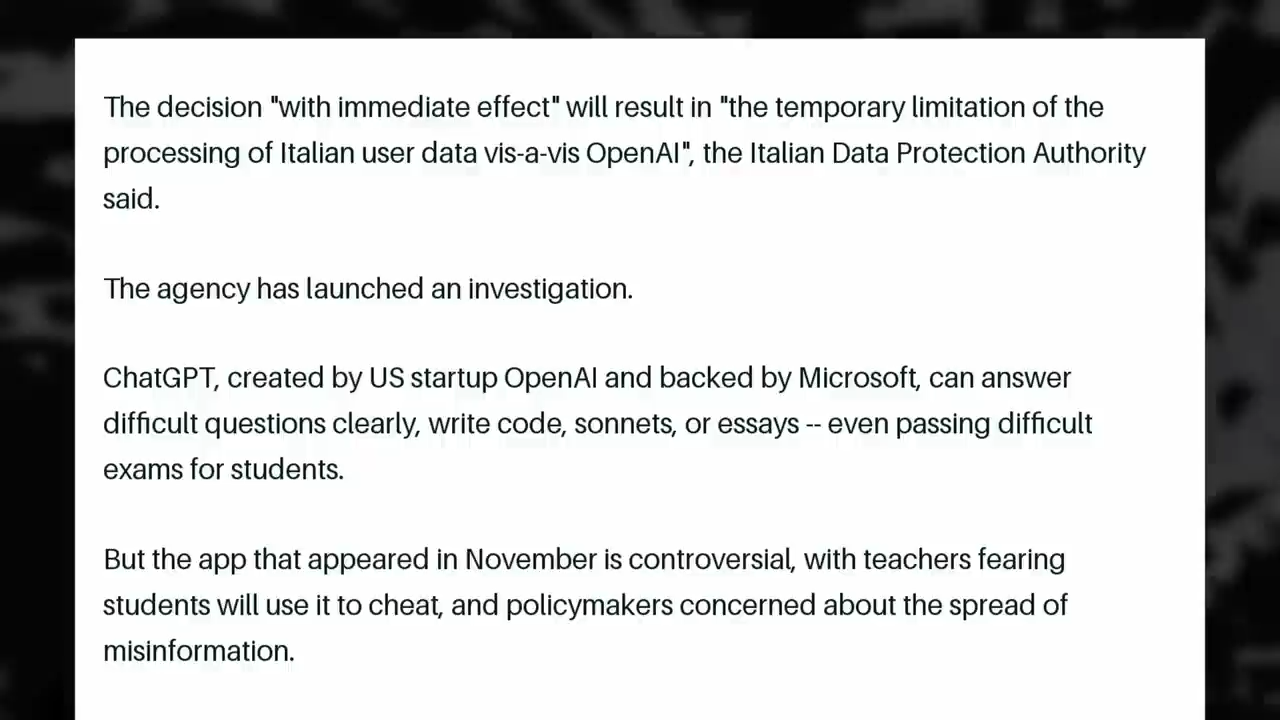 The decision "with immediate effect" will result in "the temporary limitation of the
processing of Italian user data vis-a-vis OpenAI", the Italian Data Protection Authority
said.
The agency has launched an investigation.
ChatGPT, created by US startup OpenAI and backed by Microsoft, can answer
difficult questions clearly, write code, sonnets, or essays -- even passing difficult
exams for students.
But the app that appeared in November is controversial, with teachers fearing
students will use it to cheat, and policymakers concerned about the spread of
misinformation.